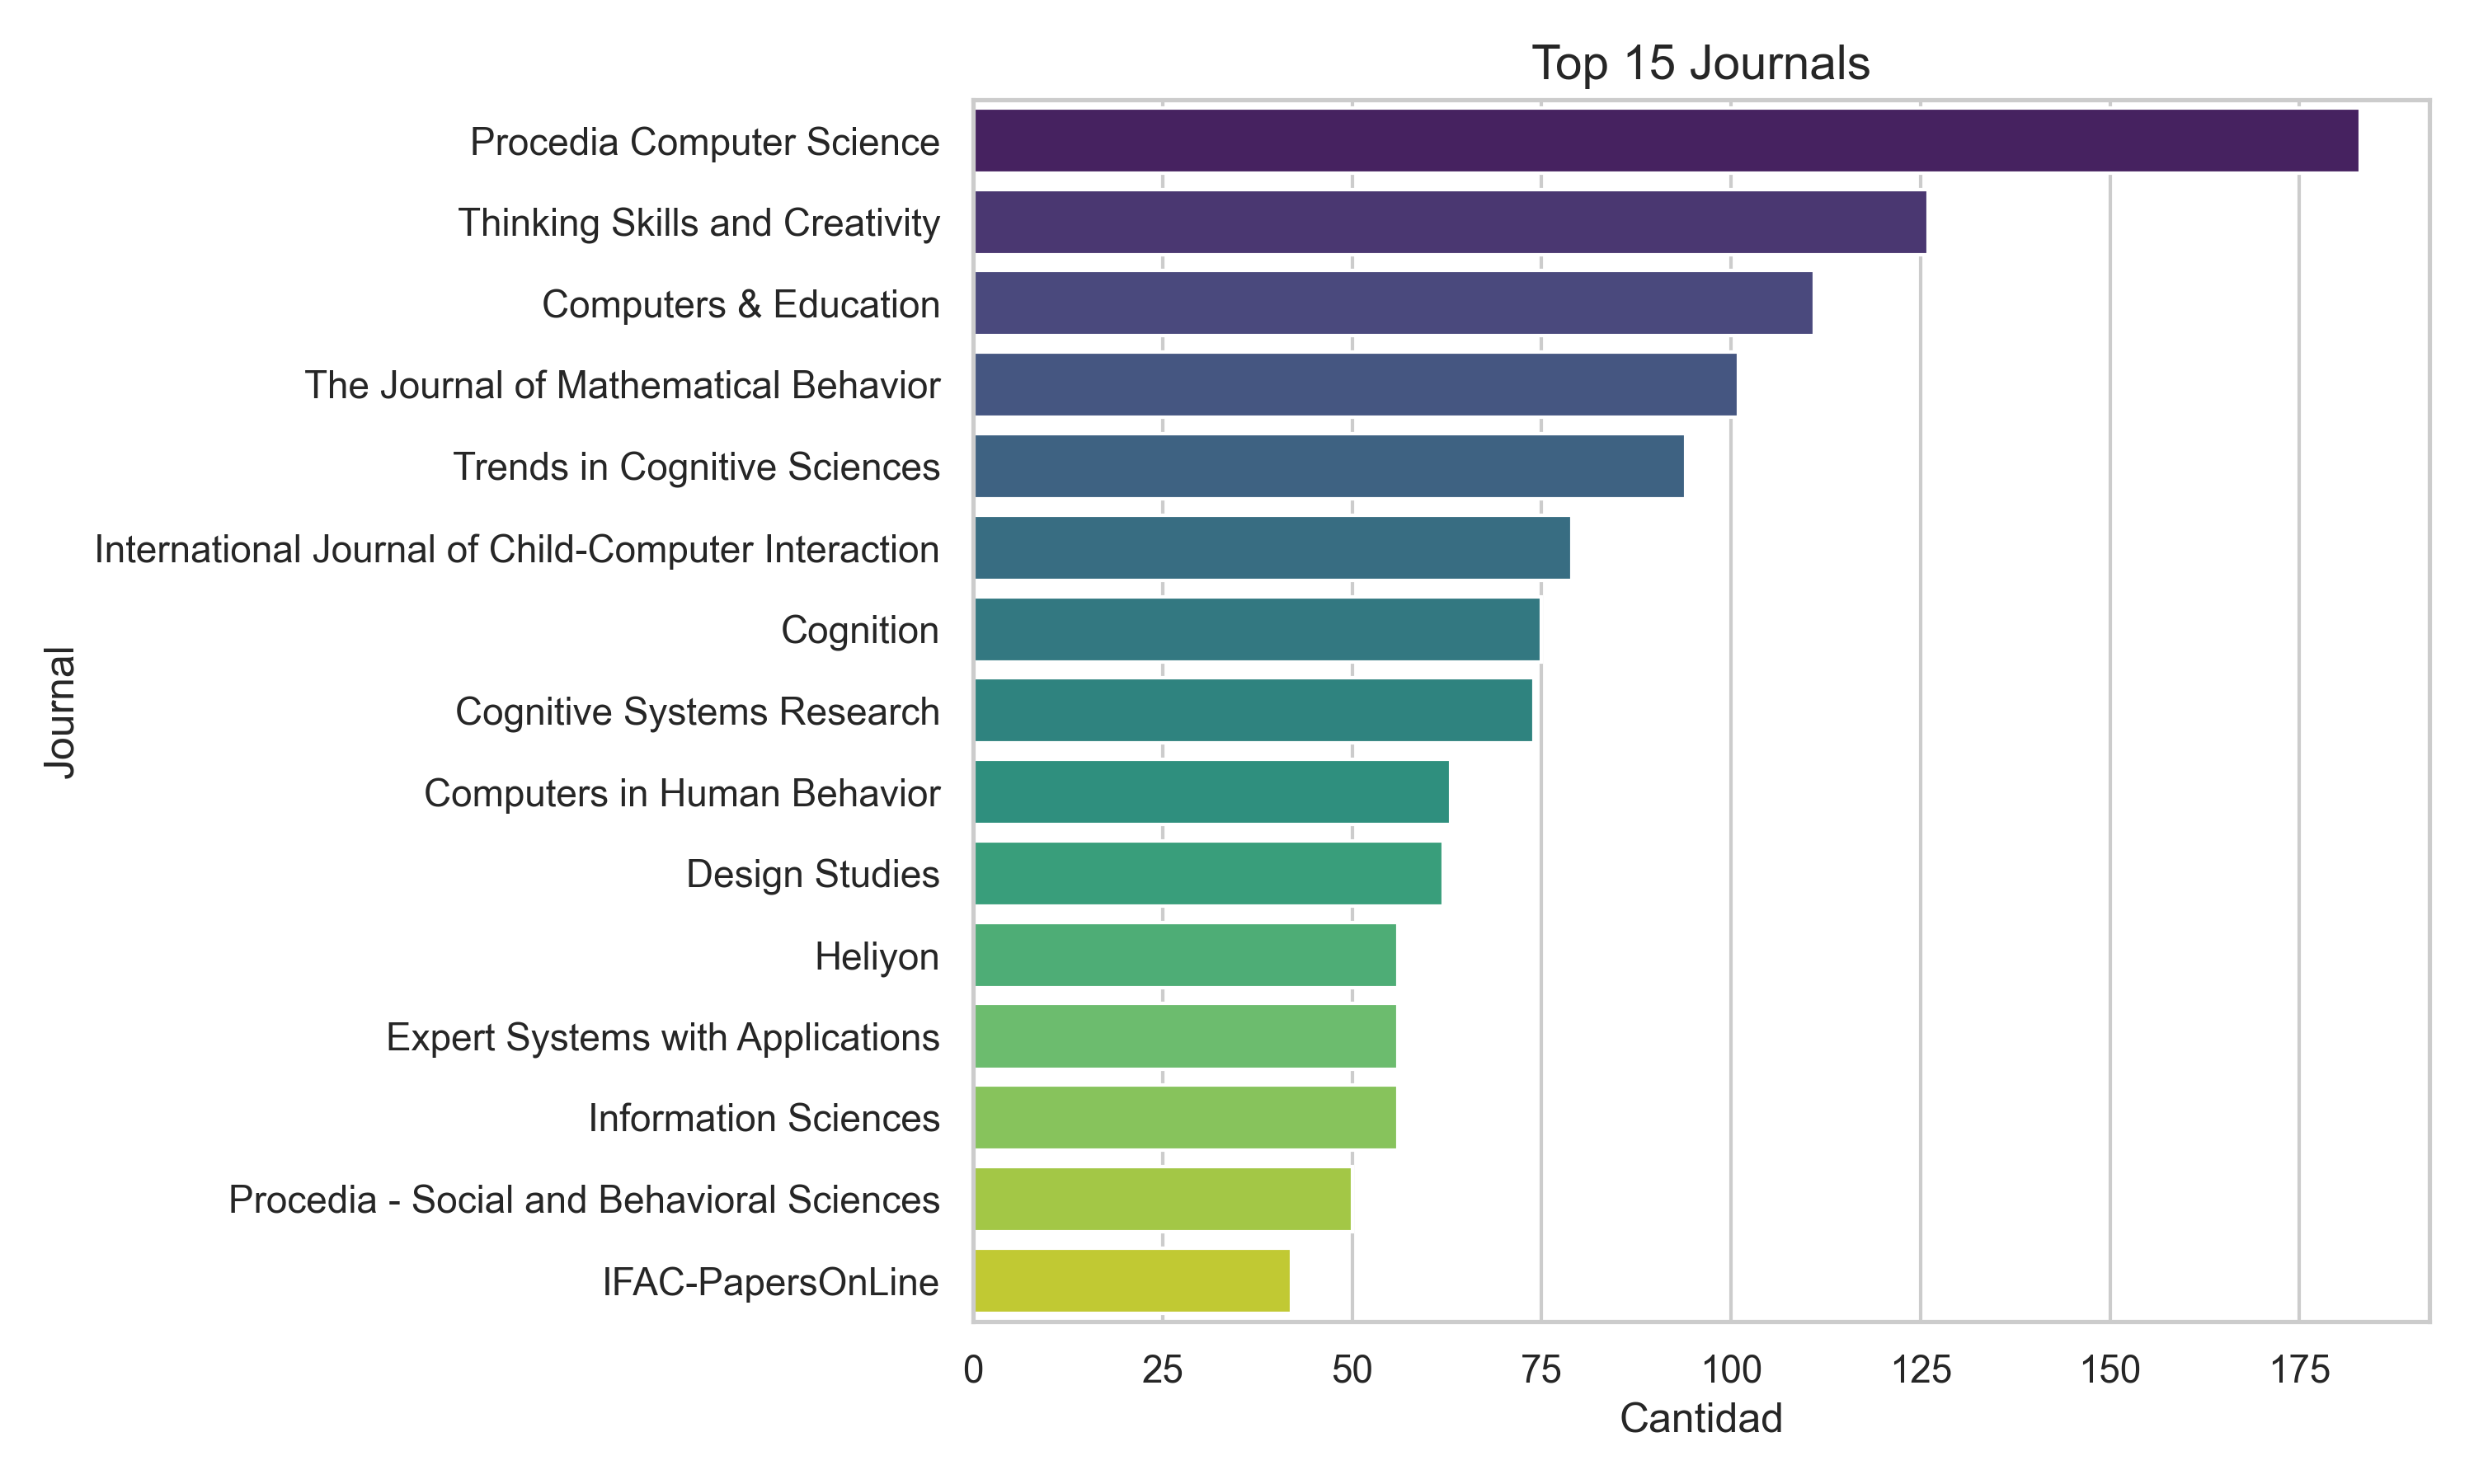 Top 15 Journals
Procedia Computer Science
Thinking Skills and Creativity
Computers & Education
The Journal of Mathematical Behavior
Trends in Cognitive Sciences
International Journal of Child-Computer Interaction
Cognition
Cognitive Systems Research
Computers in Human Behavior
Design Studies
Heliyon
Expert Systems with Applications
Information Sciences
Procedia - Social and Behavioral Sciences
IFAC-PapersOnLine
Journal
0 25 50 75 100 125 150 175
Cantidad